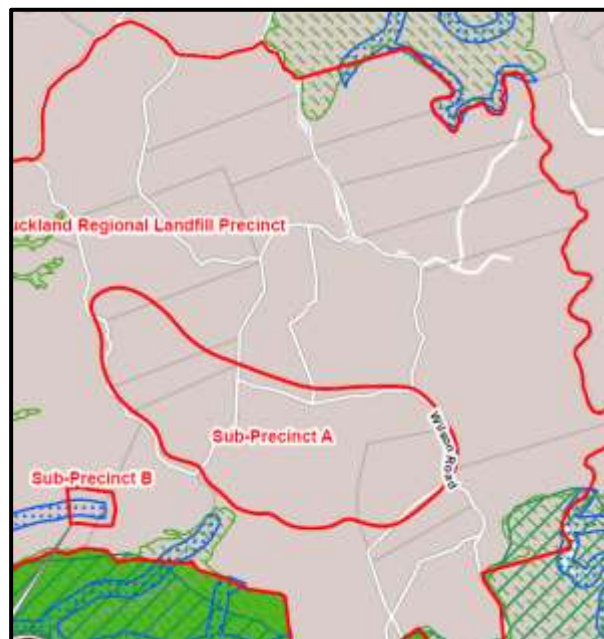 uckland Regional Landfill Precinct
Sub-Precinct A
Wilson Road
Sub-Precinct B